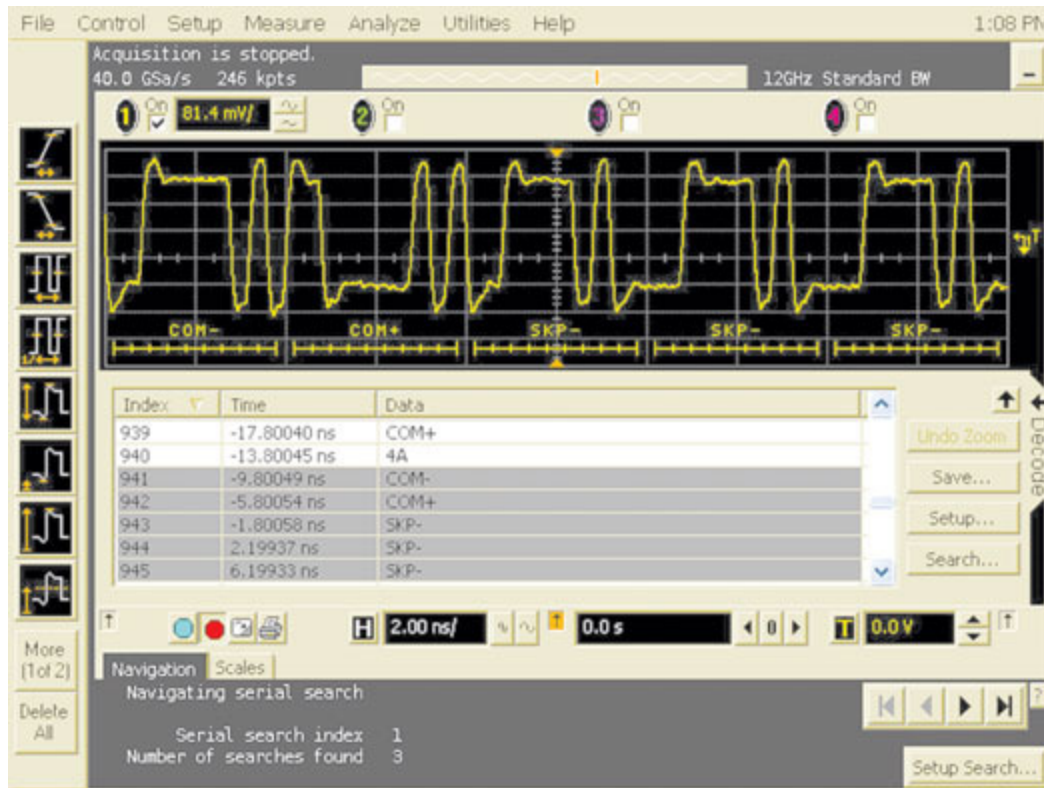 File Control Setup Measure Analyze Utilities Help 1:08 PM
Acquisition is stopped.
40.0 GSa/s 246 kpts 12GHz Standard BW
1 On 81.4 mV/ 2 On 3 On 4 On
T
COM- COM+ SKP- SKP- SKP-
Index Time Data
939 -17.80040 ns COM+
940 -13.80045 ns 4A
941 -9.80049 ns COM-
942 -5.80054 ns COM+
943 -1.80058 ns SKP-
944 2.19937 ns SKP-
945 6.19933 ns SKP-
Undo Zoom
Save...
Setup...
Search...
Decode
H 2.00 ns/ 0.0 s 0 T 0.0 V
More
(1 of 2)
Delete
All
Navigation Scales
Navigating serial search
Serial search index 1
Number of searches found 3
?
Setup Search...